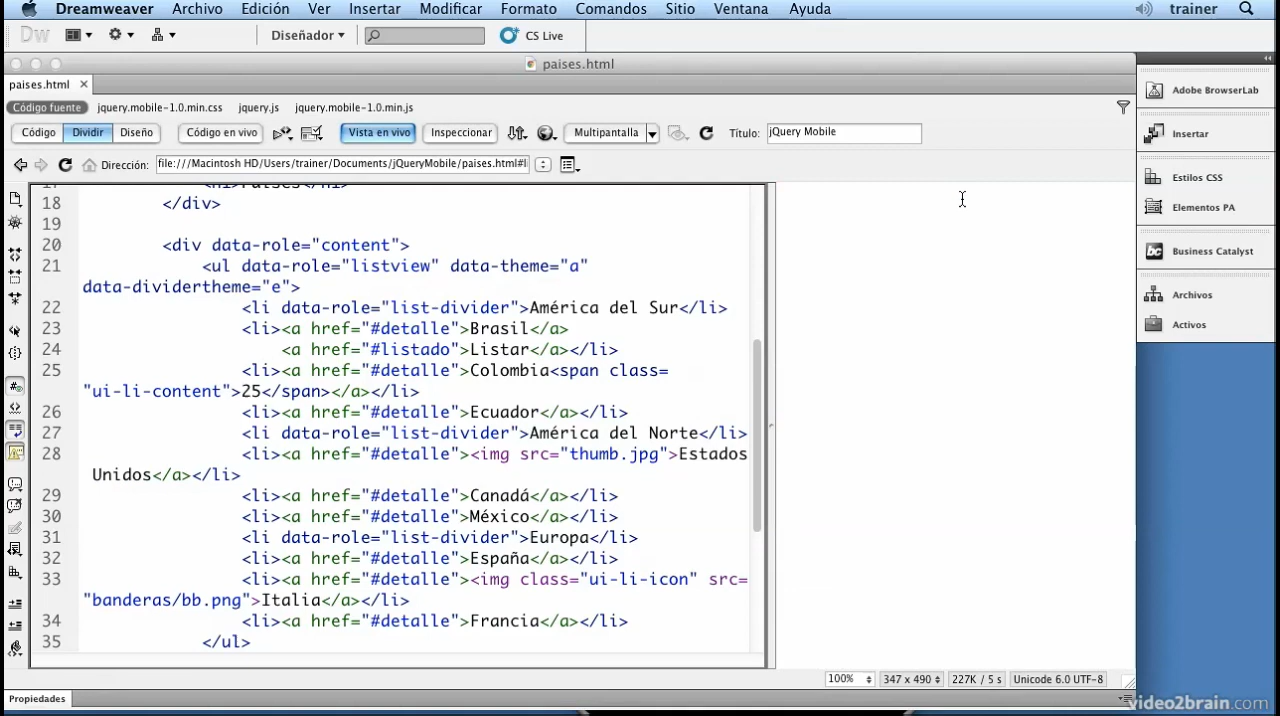 Dreamweaver Archivo Edición Ver Insertar Modificar Formato Comandos Sitio Ventana Ayuda trainer
Dw Diseñador CS Live
paises.html
paises.html
Código fuente jquery.mobile-1.0.min.css jquery.js jquery.mobile-1.0.min.js
Código Dividir Diseño Código en vivo Vista en vivo Inspeccionar Multipantalla Título: jQuery Mobile
Dirección: file:///Macintosh HD/Users/trainer/Documents/jQueryMobile/paises.html#l
18 </div>
19
20 <div data-role="content">
21 <ul data-role="listview" data-theme="a"
data-dividertheme="e">
22 <li data-role="list-divider">América del Sur</li>
23 <li><a href="#detalle">Brasil</a>
24 <a href="#listado">Listar</a></li>
25 <li><a href="#detalle">Colombia<span class=
"ui-li-content">25</span></a></li>
26 <li><a href="#detalle">Ecuador</a></li>
27 <li data-role="list-divider">América del Norte</li>
28 <li><a href="#detalle"><img src="thumb.jpg">Estados
Unidos</a></li>
29 <li><a href="#detalle">Canadá</a></li>
30 <li><a href="#detalle">México</a></li>
31 <li data-role="list-divider">Europa</li>
32 <li><a href="#detalle">España</a></li>
33 <li><a href="#detalle"><img class="ui-li-icon" src=
"banderas/bb.png">Italia</a></li>
34 <li><a href="#detalle">Francia</a></li>
35 </ul>
Adobe BrowserLab
Insertar
Estilos CSS
Elementos PA
bc Business Catalyst
Archivos
Activos
100% 347 x 490 227K / 5 s Unicode 6.0 UTF-8
Propiedades
video2brain.com